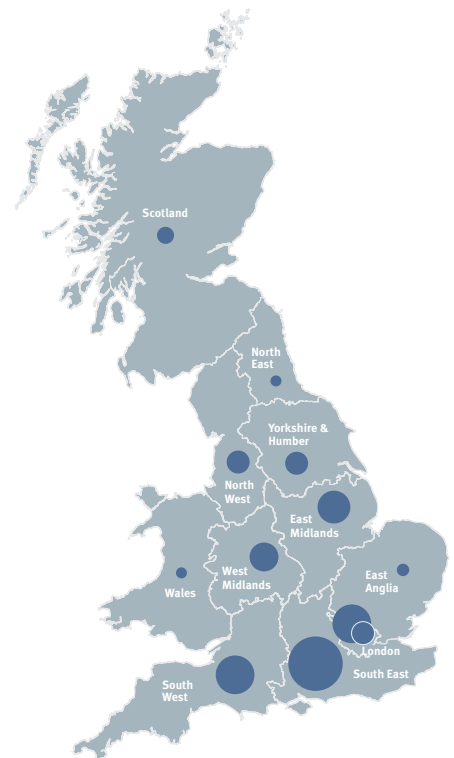 Scotland
North
East
Yorkshire &
Humber
North
West
East
Midlands
West
Midlands
East
Anglia
Wales
London
South East
South
West